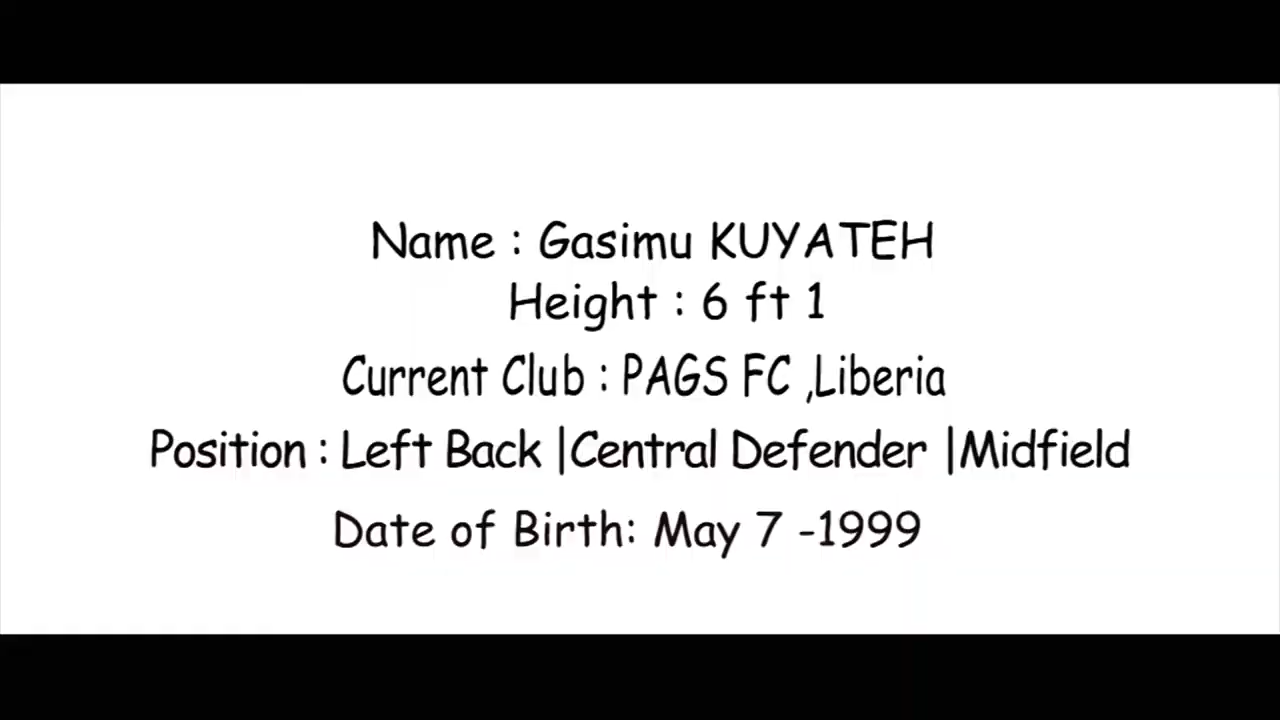 Name : Gasimu KUYATEH
Height : 6 ft 1
Current Club : PAGS FC ,Liberia
Position : Left Back |Central Defender |Midfield
Date of Birth: May 7 -1999